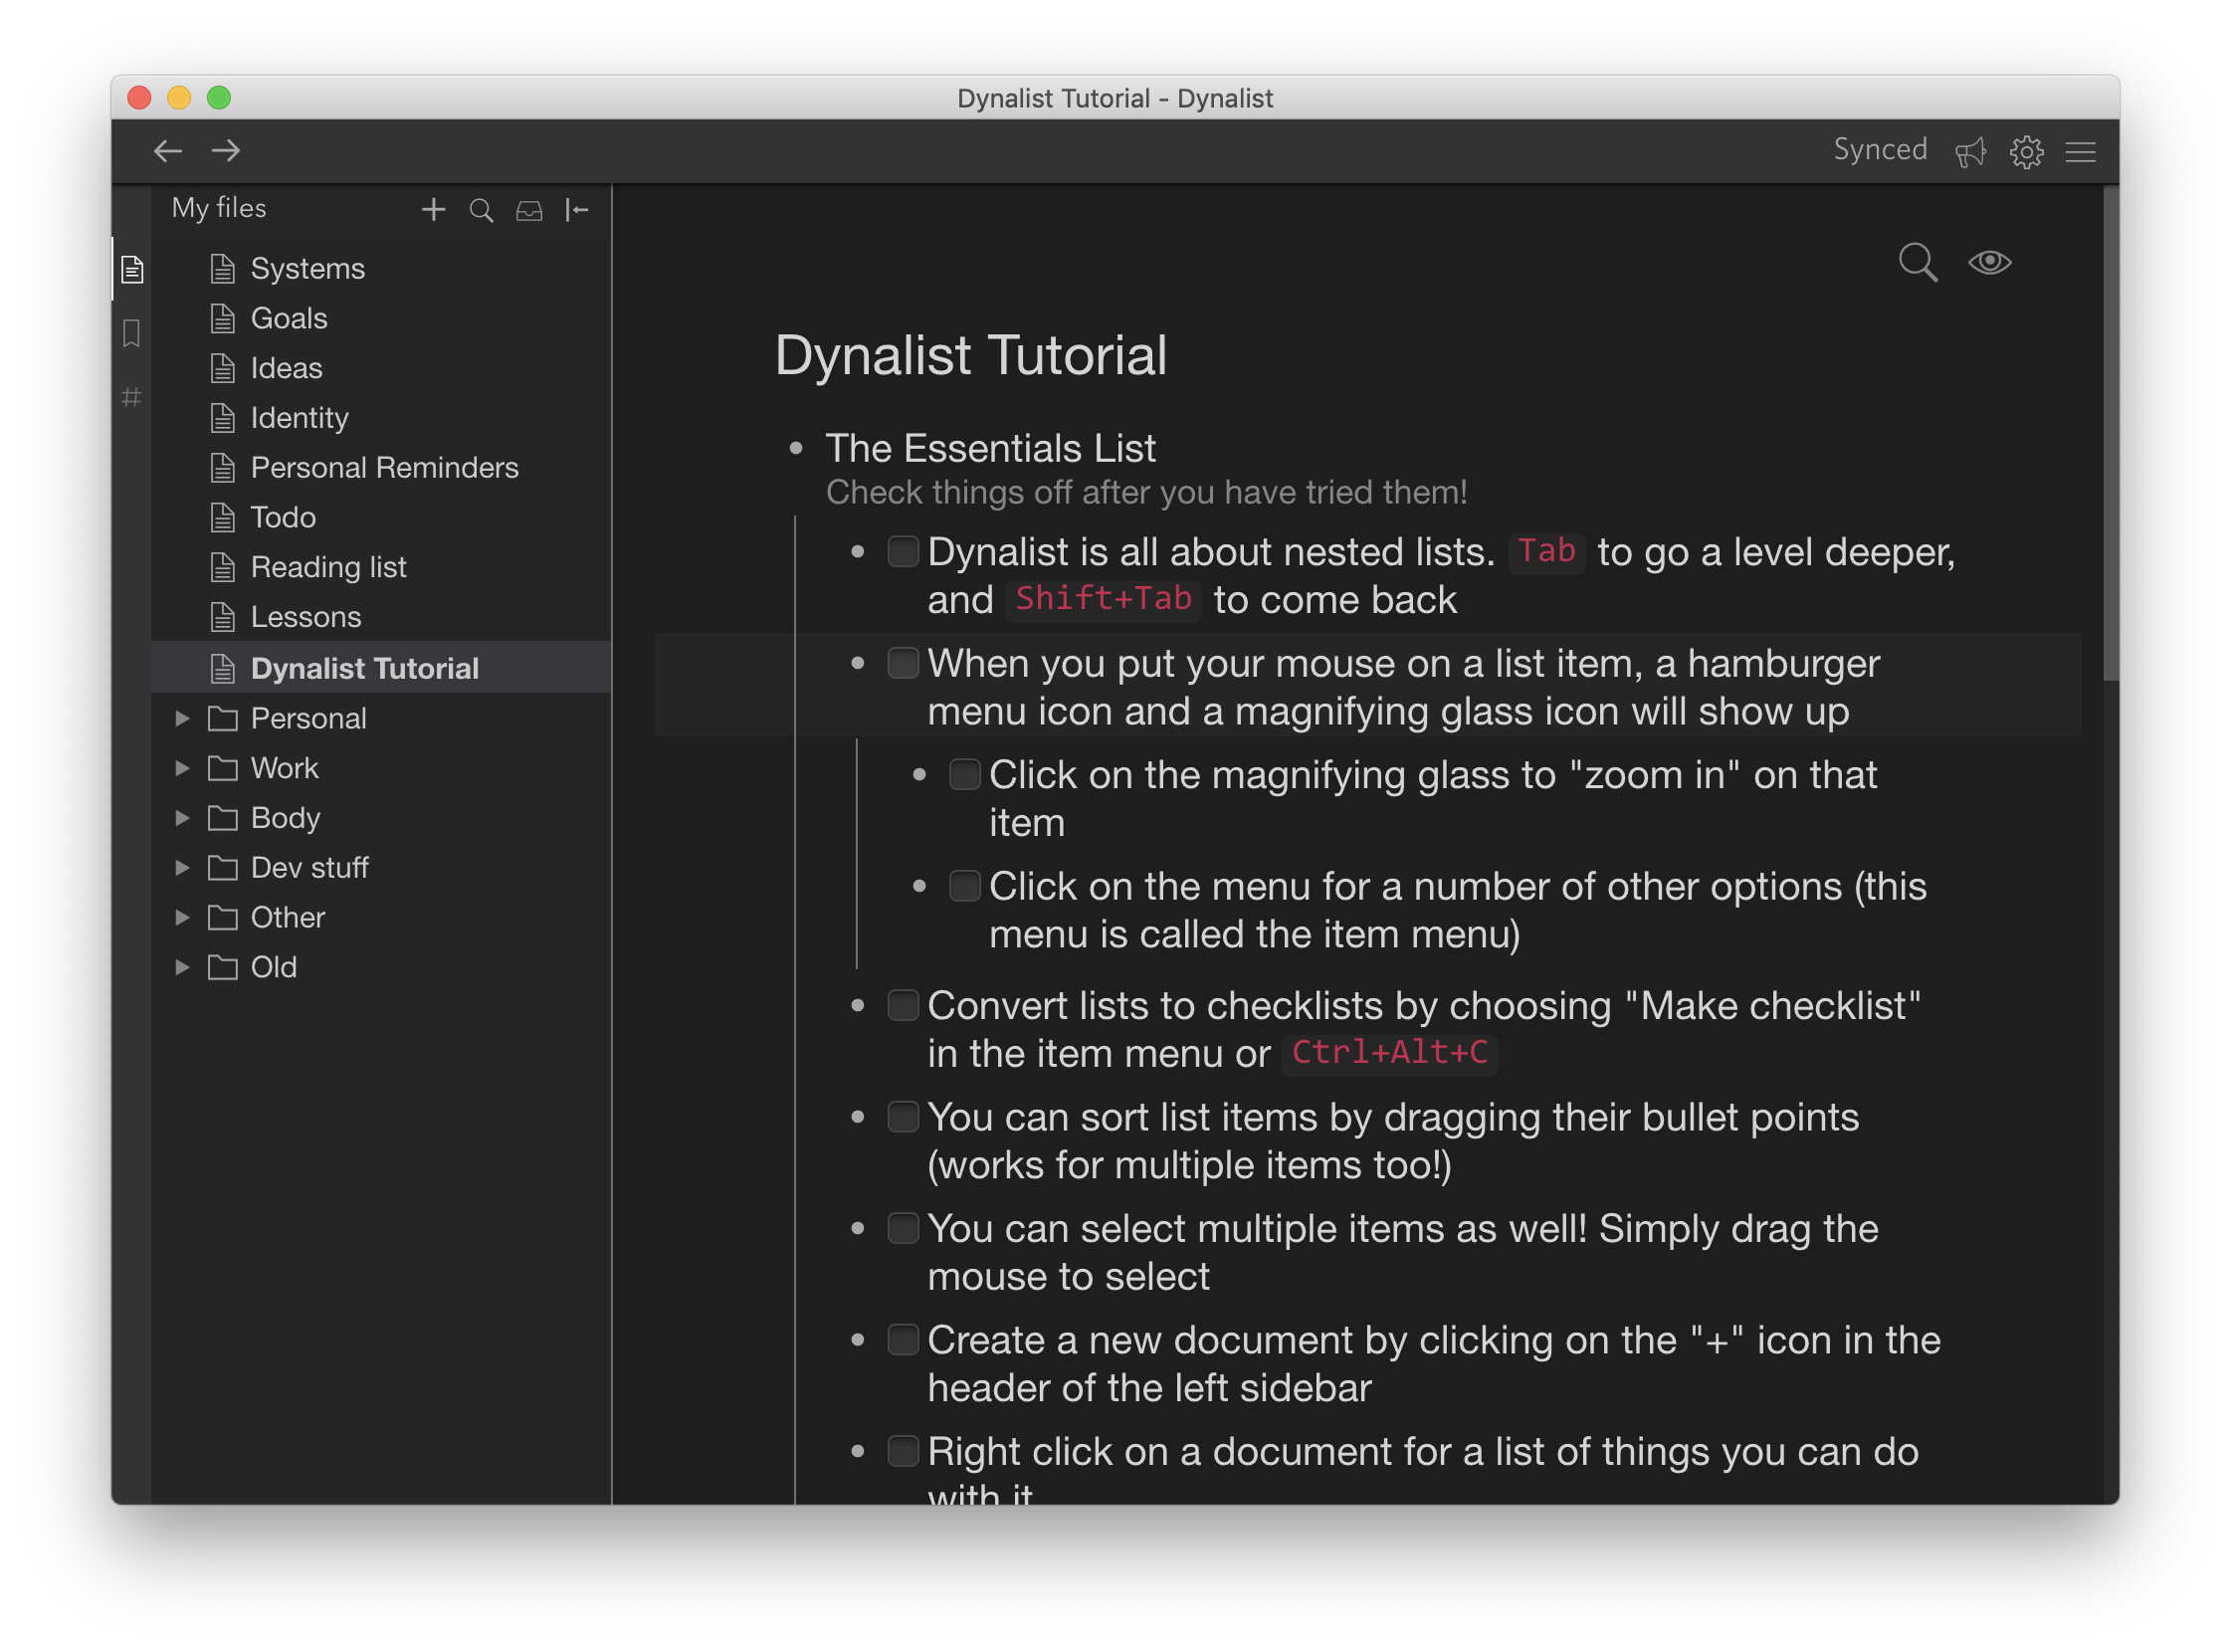 Dynalist Tutorial - Dynalist
Synced
My files
Systems
Goals
Ideas
Identity
Personal Reminders
Todo
Reading list
Lessons
Dynalist Tutorial
Personal
Work
Body
Dev stuff
Other
Old
Dynalist Tutorial
The Essentials List
Check things off after you have tried them!
Dynalist is all about nested lists. Tab to go a level deeper,
and Shift+Tab to come back
When you put your mouse on a list item, a hamburger
menu icon and a magnifying glass icon will show up
Click on the magnifying glass to "zoom in" on that
item
Click on the menu for a number of other options (this
menu is called the item menu)
Convert lists to checklists by choosing "Make checklist"
in the item menu or Ctrl+Alt+C
You can sort list items by dragging their bullet points
(works for multiple items too!)
You can select multiple items as well! Simply drag the
mouse to select
Create a new document by clicking on the "+" icon in the
header of the left sidebar
Right click on a document for a list of things you can do
with it